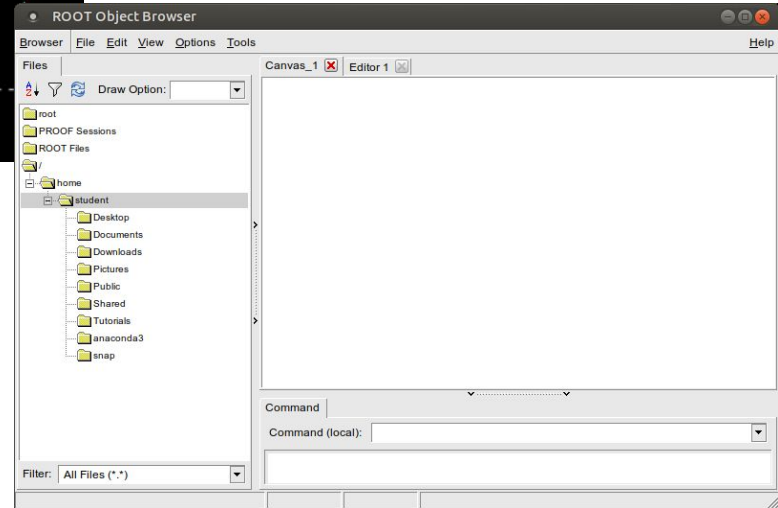 ROOT Object Browser
Browser File Edit View Options Tools Help
Files
Canvas_1 Editor 1
Draw Option:
root
PROOF Sessions
ROOT Files
/
home
student
Desktop
Documents
Downloads
Pictures
Public
Shared
Tutorials
anaconda3
snap
Command
Command (local):
Filter: All Files (*.*)